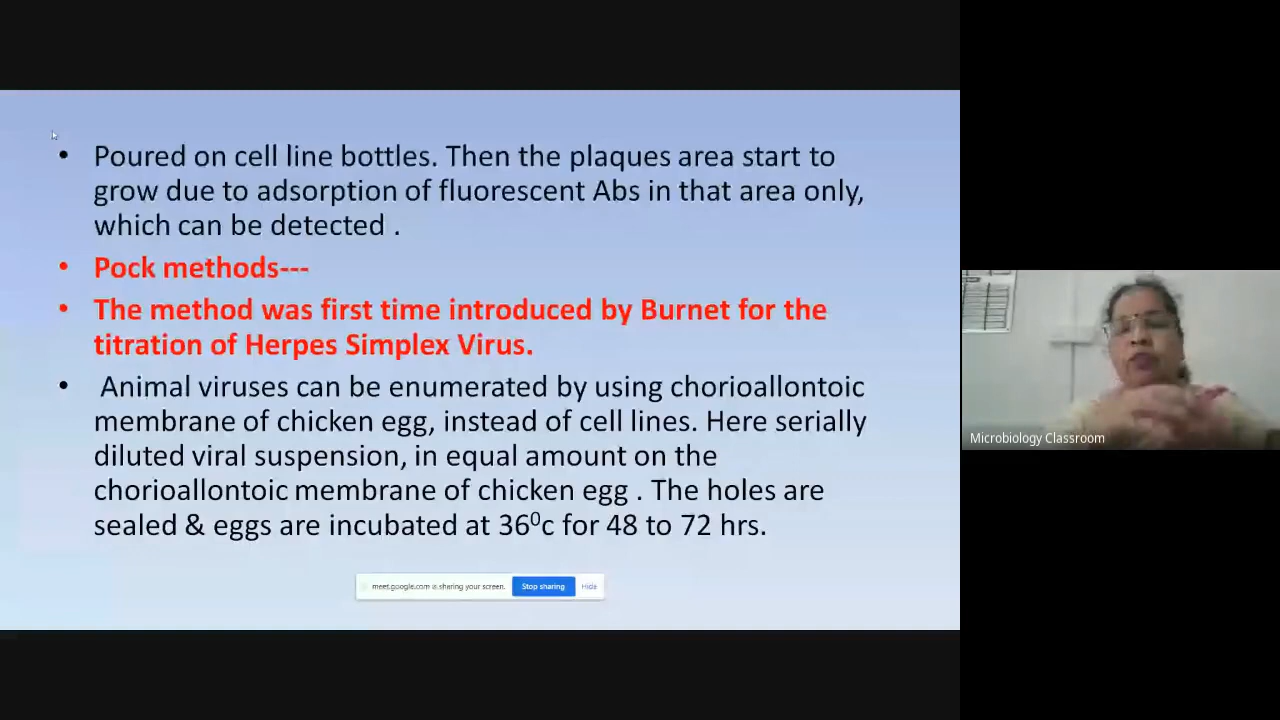 Poured on cell line bottles. Then the plaques area start to
grow due to adsorption of fluorescent Abs in that area only,
which can be detected .
Pock methods---
The method was first time introduced by Burnet for the
titration of Herpes Simplex Virus.
Animal viruses can be enumerated by using chorioallontoic
membrane of chicken egg, instead of cell lines. Here serially
diluted viral suspension, in equal amount on the
chorioallontoic membrane of chicken egg . The holes are
sealed & eggs are incubated at 36⁰c for 48 to 72 hrs.
meet.google.com is sharing your screen. Stop sharing Hide
Microbiology Classroom